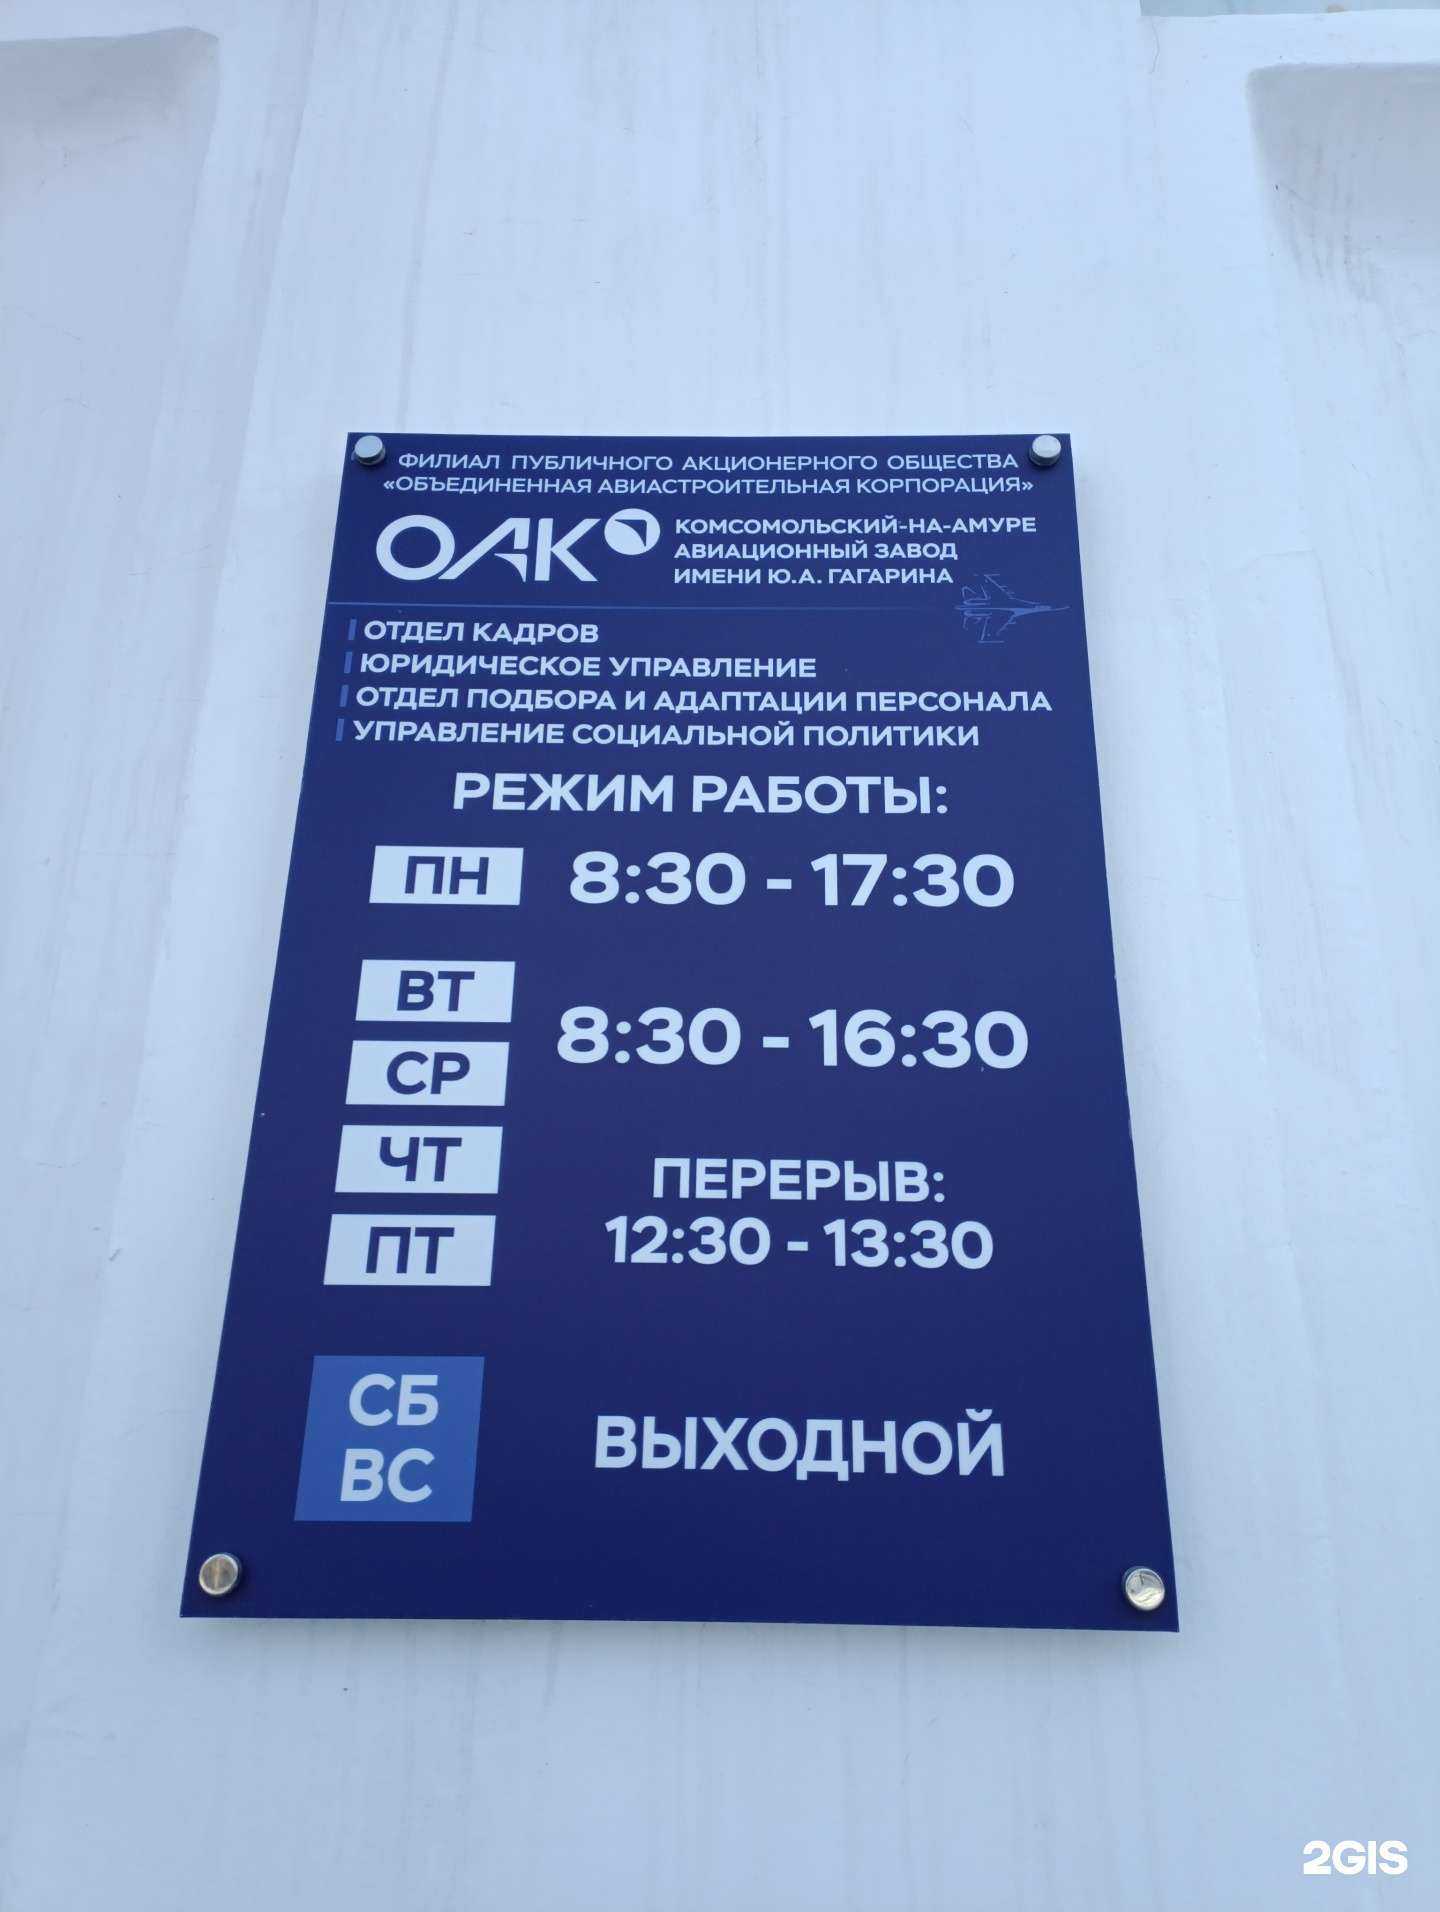 ФИЛИАЛ ПУБЛИЧНОГО АКЦИОНЕРНОГО ОБЩЕСТВА
«ОБЪЕДИНЕННАЯ АВИАСТРОИТЕЛЬНАЯ КОРПОРАЦИЯ»
ОАК
КОМСОМОЛЬСКИЙ-НА-АМУРЕ
АВИАЦИОННЫЙ ЗАВОД
ИМЕНИ Ю.А. ГАГАРИНА
ОТДЕЛ КАДРОВ
ЮРИДИЧЕСКОЕ УПРАВЛЕНИЕ
ОТДЕЛ ПОДБОРА И АДАПТАЦИИ ПЕРСОНАЛА
УПРАВЛЕНИЕ СОЦИАЛЬНОЙ ПОЛИТИКИ
РЕЖИМ РАБОТЫ:
ПН 8:30 - 17:30
ВТ
СР
ЧТ
ПТ
8:30 - 16:30
ПЕРЕРЫВ:
12:30 - 13:30
СБ
ВС
ВЫХОДНОЙ
2GIS